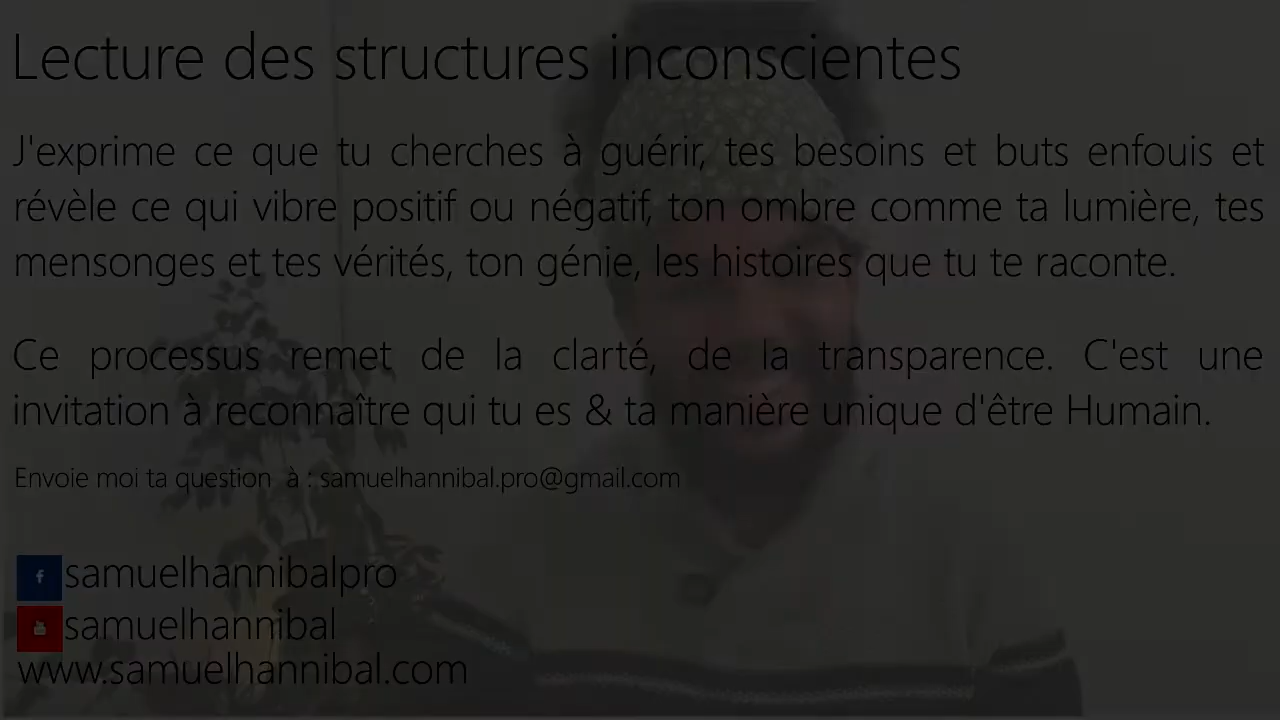 Lecture des structures inconscientes
J'exprime ce que tu cherches à guérir, tes besoins et buts enfouis et
révèle ce qui vibre positif ou négatif, ton ombre comme ta lumière, tes
mensonges et tes vérités, ton génie, les histoires que tu te raconte.
Ce processus remet de la clarté, de la transparence. C'est une
invitation à reconnaître qui tu es & ta manière unique d'être Humain.
Envoie moi ta question à : samuelhannibal.pro@gmail.com
samuelhannibalpro
samuelhannibal
www.samuelhannibal.com